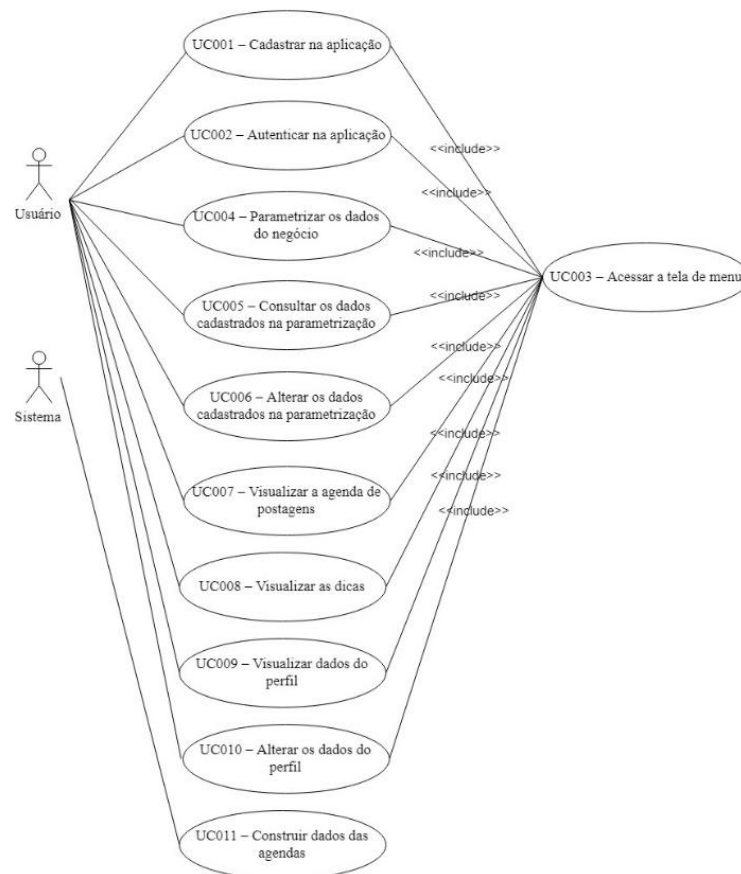 UC001 – Cadastrar na aplicação
UC002 – Autenticar na aplicação
<<include>>
<<include>>
Usuário
UC004 – Parametrizar os dados
do negócio
<<include>>
UC003 – Acessar a tela de menu
UC005 – Consultar os dados
cadastrados na parametrização
<<include>>
<<include>>
Sistema
UC006 – Alterar os dados
cadastrados na parametrização
<<include>>
<<include>>
UC007 – Visualizar a agenda de
postagens
<<include>>
<<include>>
UC008 – Visualizar as dicas
UC009 – Visualizar dados do
perfil
UC010 – Alterar os dados do
perfil
UC011 – Construir dados das
agendas